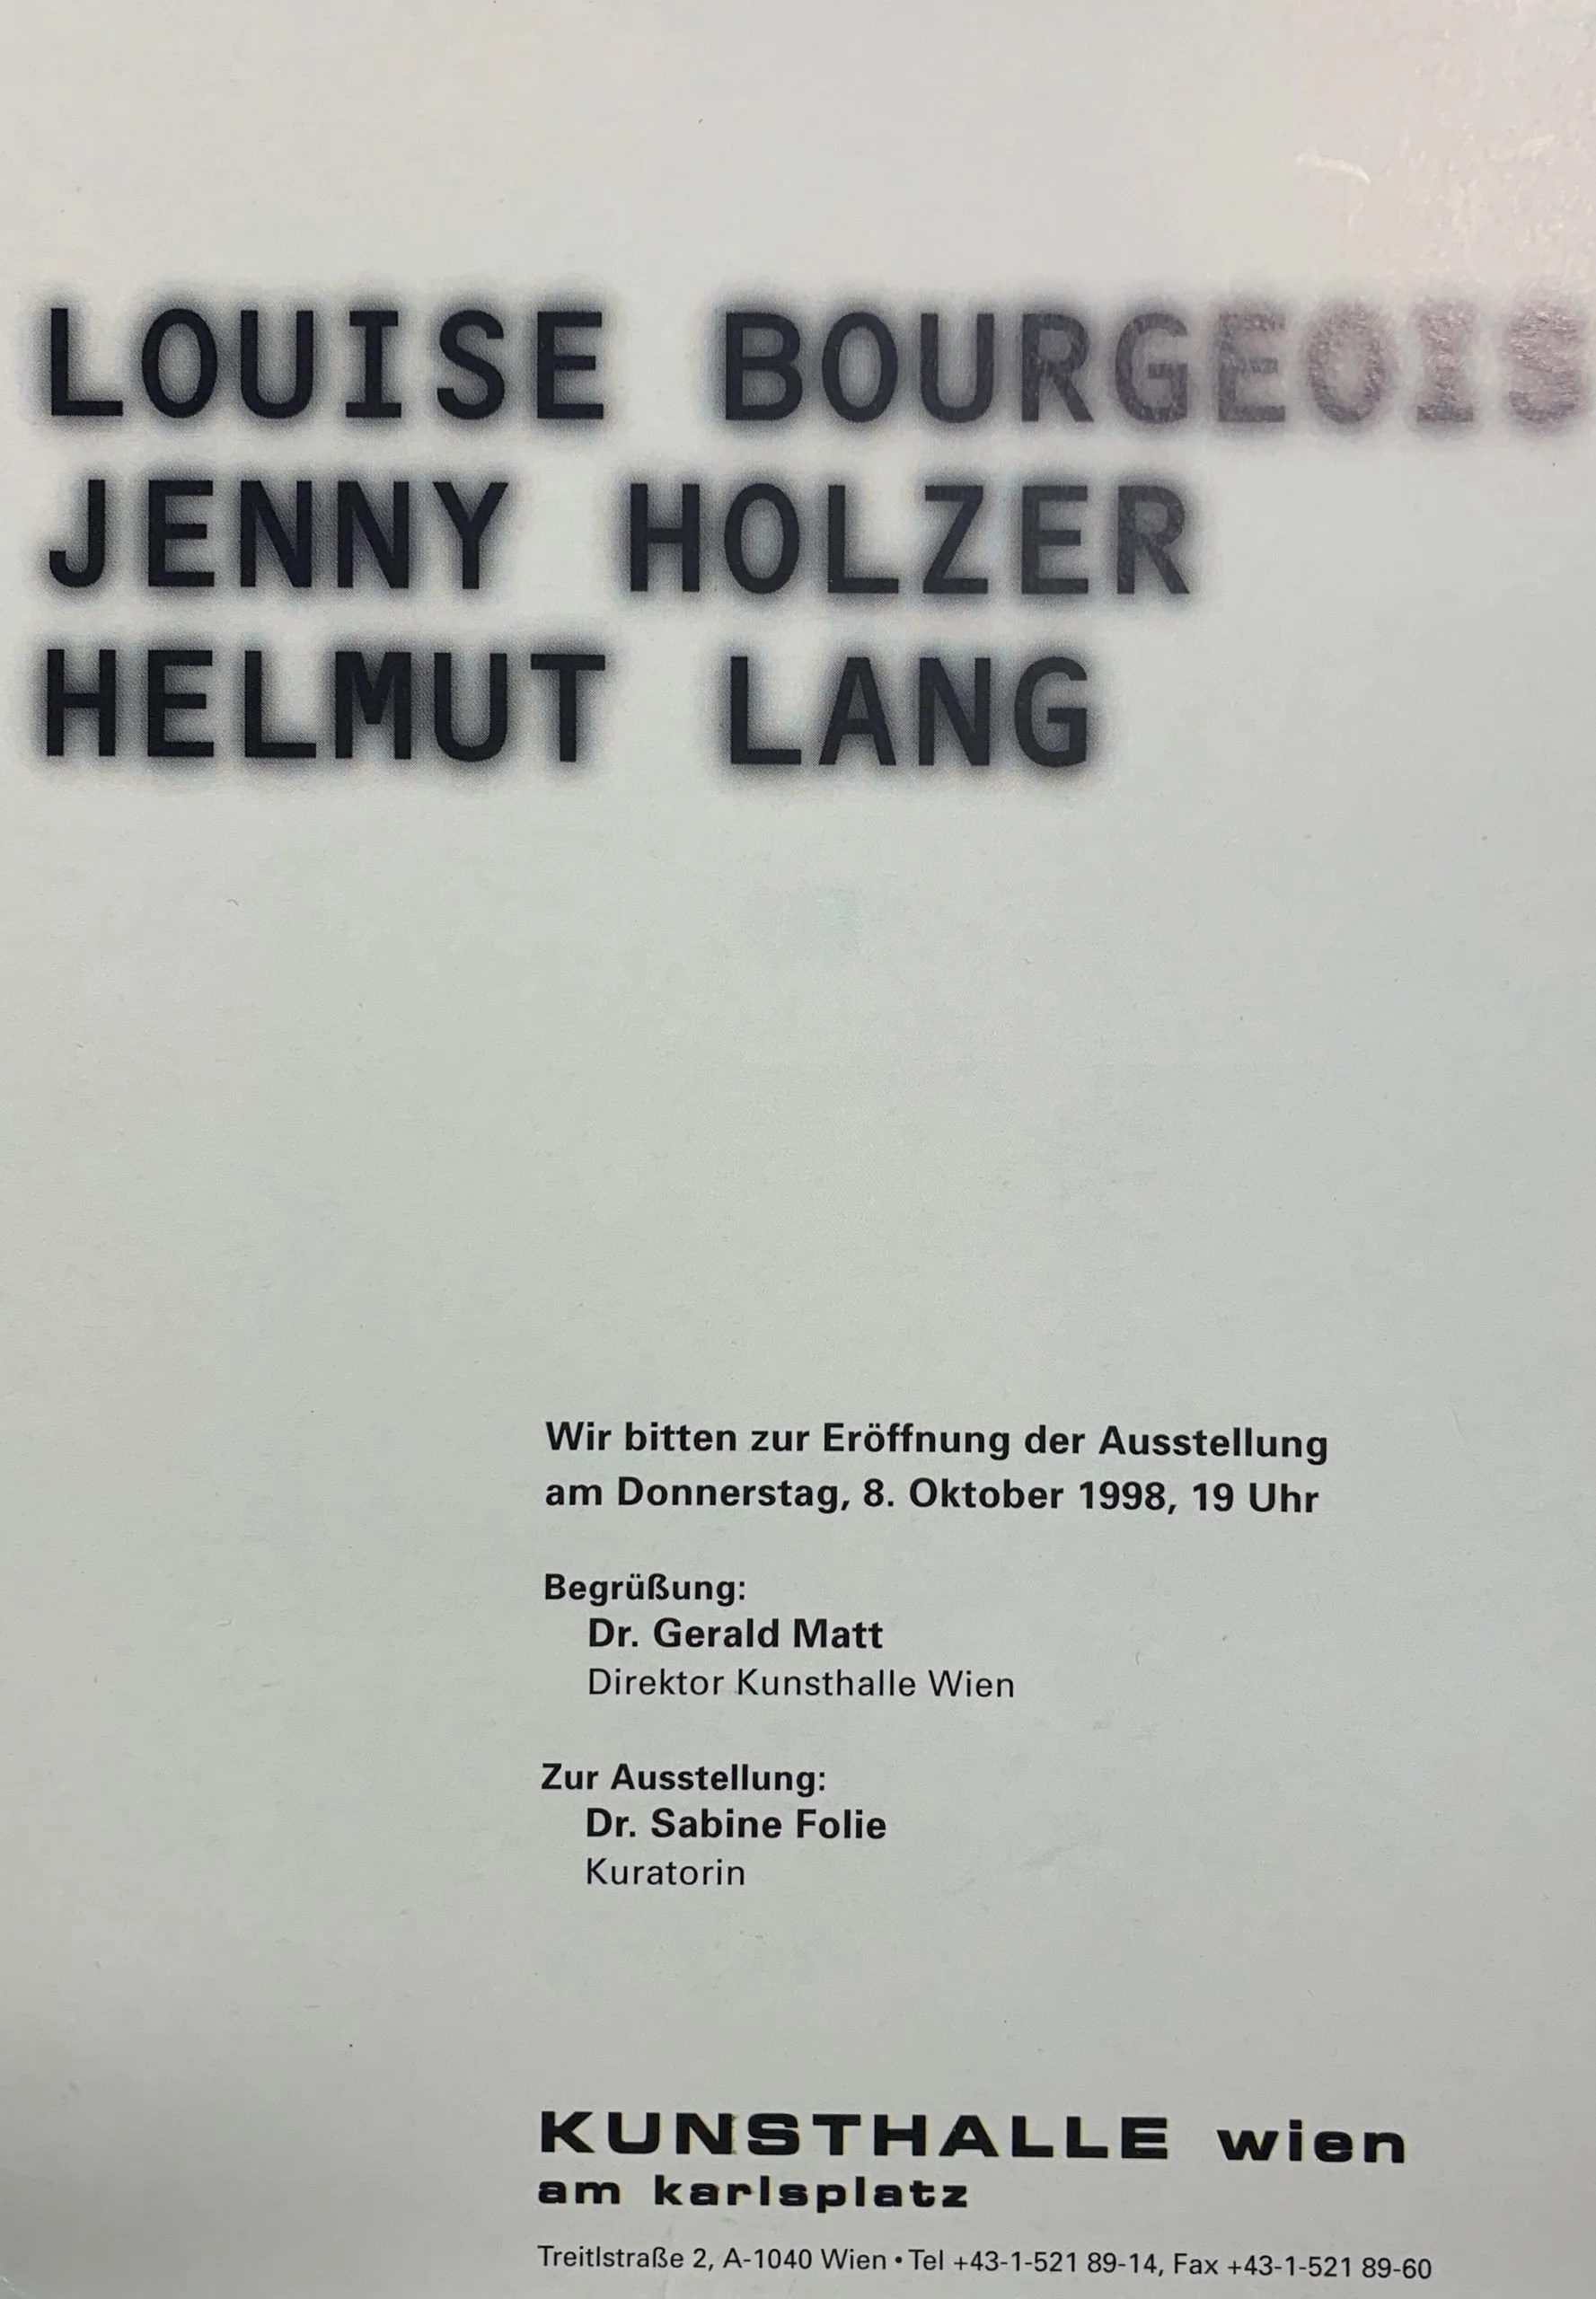 LOUISE BOURGEOIS
JENNY HOLZER
HELMUT LANG
Wir bitten zur Eröffnung der Ausstellung
am Donnerstag, 8. Oktober 1998, 19 Uhr
Begrüßung:
Dr. Gerald Matt
Direktor Kunsthalle Wien
Zur Ausstellung:
Dr. Sabine Folie
Kuratorin
KUNSTHALLE wien
am karlsplatz
Treitlstraße 2, A-1040 Wien • Tel +43-1-521 89-14, Fax +43-1-521 89-60